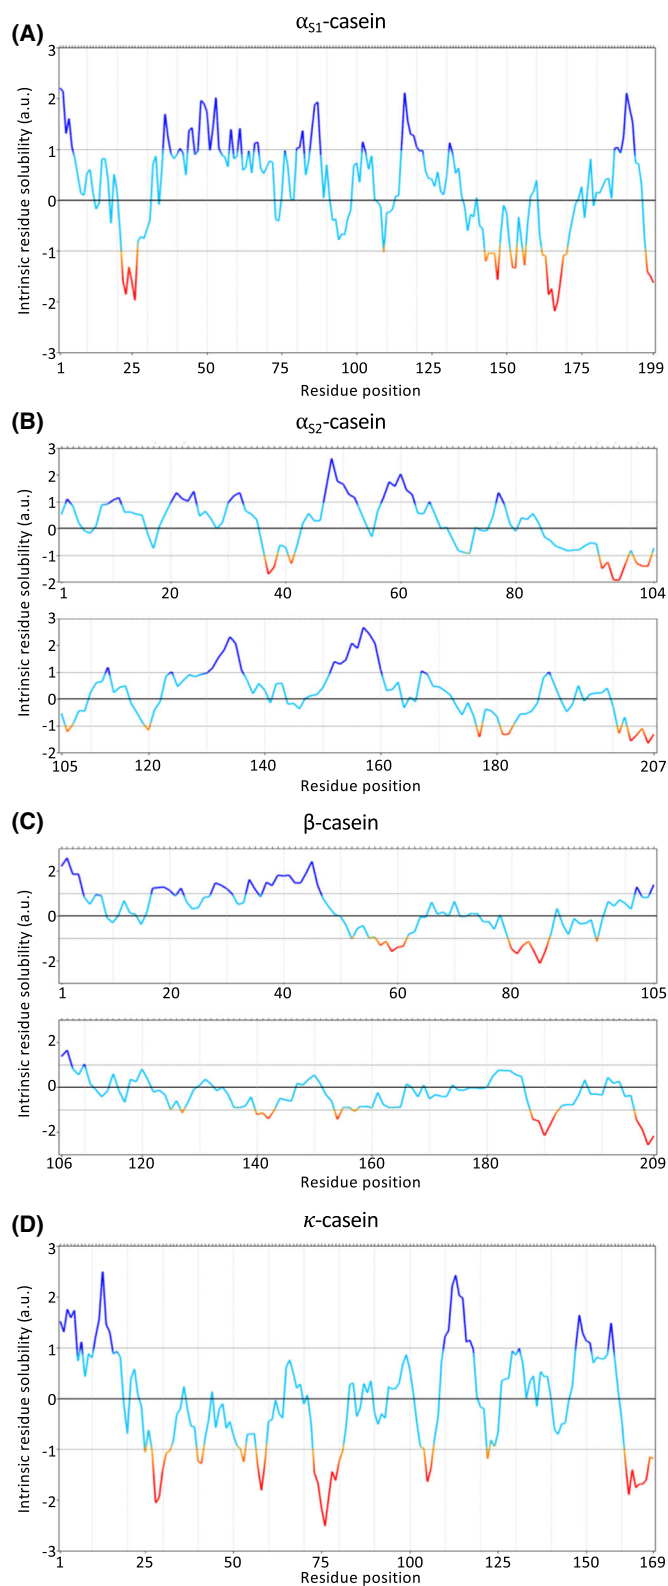 (A)
αS1-casein
Intrinsic residue solubility (a.u.)
3
2
1
0
-1
-2
-3
1 25 50 75 100 125 150 175 199
Residue position
(B)
αS2-casein
Intrinsic residue solubility (a.u.)
3
2
1
0
-1
-2
1 20 40 60 80 104
3
2
1
0
-1
-2
105 120 140 160 180 207
Residue position
(C)
β-casein
Intrinsic residue solubility (a.u.)
2
0
-2
1 20 40 60 80 105
2
0
-2
106 120 140 160 180 209
Residue position
(D)
κ-casein
Intrinsic residue solubility (a.u.)
3
2
1
0
-1
-2
-3
1 25 50 75 100 125 150 169
Residue position